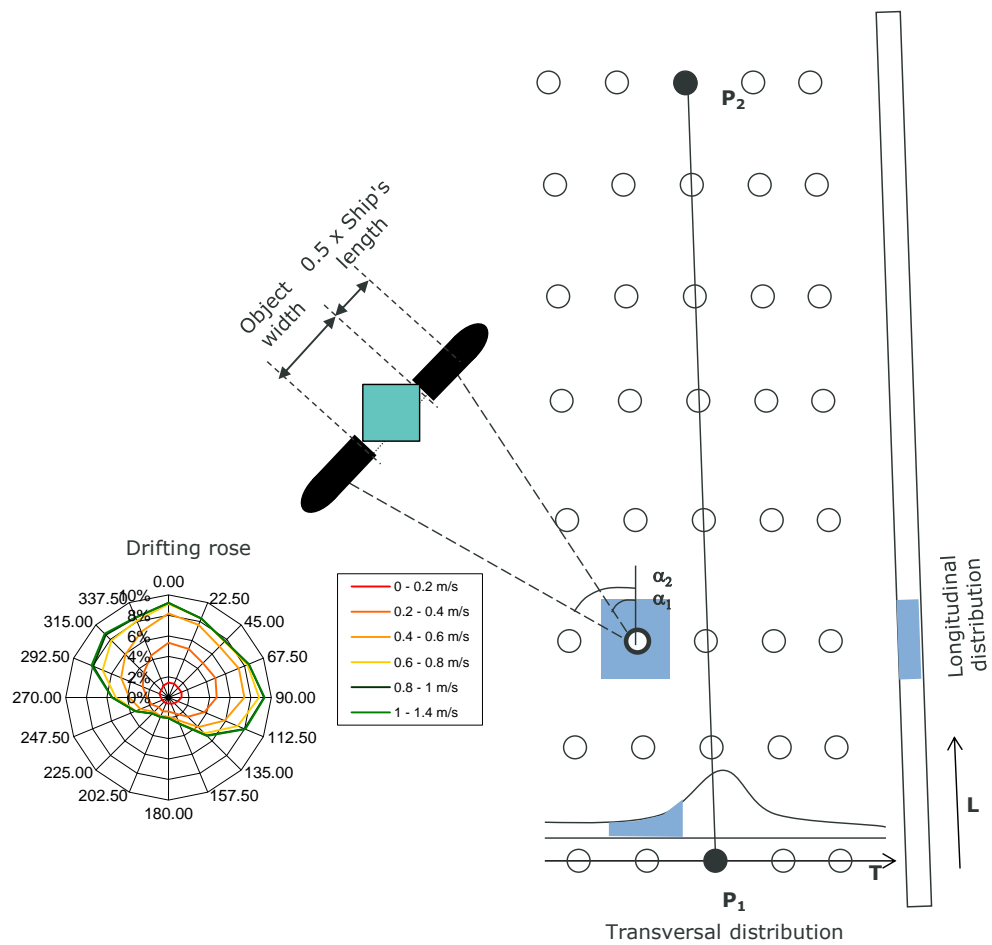 P₂
0.5 x Ship's
length
Object
width
α₂
α₁
Longitudinal
distribution
L
T
P₁
Transversal distribution
Drifting rose
0.00
22.50
45.00
67.50
90.00
112.50
135.00
157.50
180.00
202.50
225.00
247.50
270.00
292.50
315.00
337.50
10%
8%
6%
4%
2%
0%
0 - 0.2 m/s
0.2 - 0.4 m/s
0.4 - 0.6 m/s
0.6 - 0.8 m/s
0.8 - 1 m/s
1 - 1.4 m/s